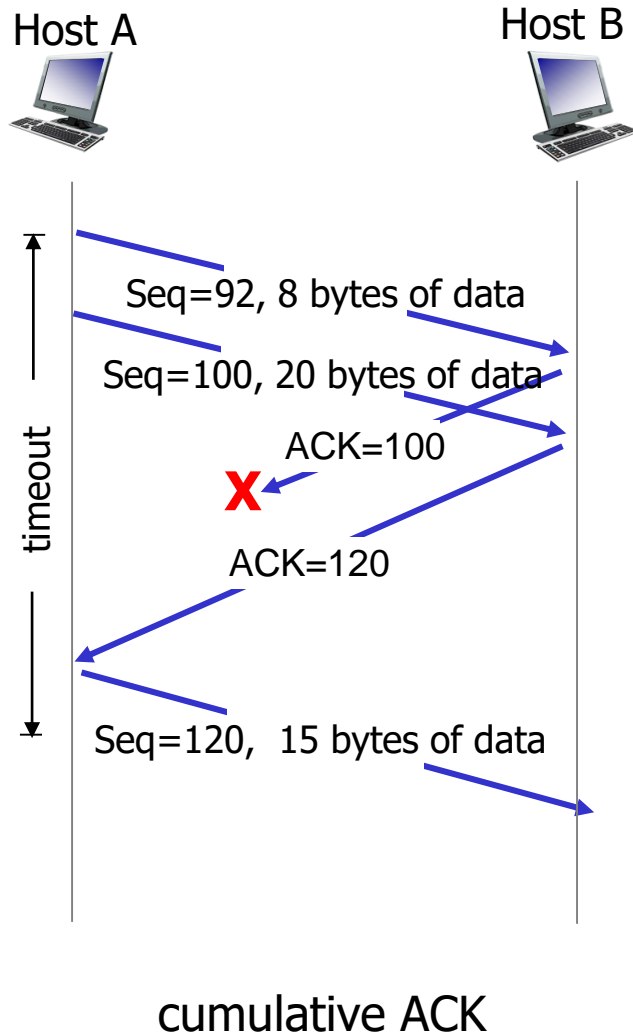 Host A
Host B
Seq=92, 8 bytes of data
Seq=100, 20 bytes of data
ACK=100
X
timeout
ACK=120
Seq=120, 15 bytes of data
cumulative ACK